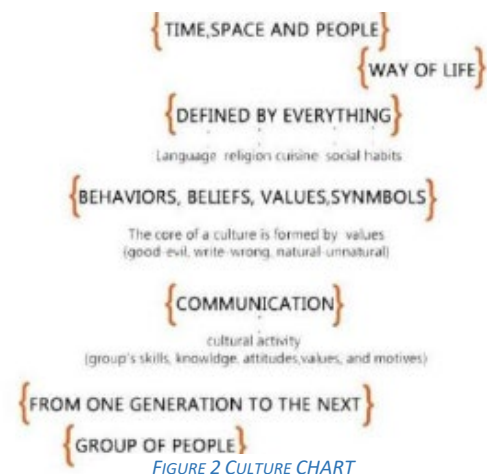 {TIME,SPACE AND PEOPLE}
{WAY OF LIFE}
{DEFINED BY EVERYTHING}
Language religion cuisine social habits
{BEHAVIORS, BELIEFS, VALUES,SYNMBOLS}
The core of a culture is formed by values
(good-evil, write-wrong, natural-unnatural)
{COMMUNICATION}
cultural activity
(group's skills, knowldge, attitudes,values, and motives)
{FROM ONE GENERATION TO THE NEXT}
{GROUP OF PEOPLE}
FIGURE 2 CULTURE CHART